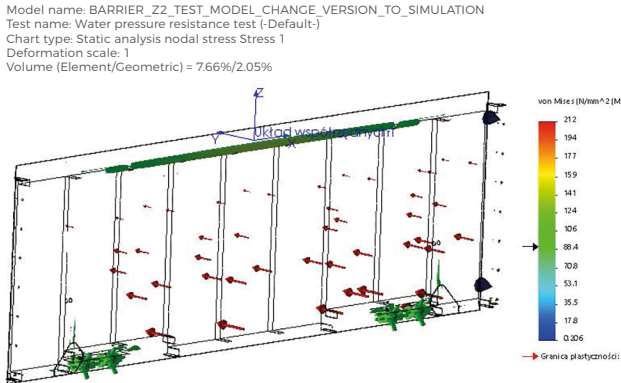 Model name: BARRIER_Z2_TEST_MODEL_CHANGE_VERSION_TO_SIMULATION
Test name: Water pressure resistance test (-Default-)
Chart type: Static analysis nodal stress Stress 1
Deformation scale: 1
Volume (Element/Geometric) = 7.66%/2.05%
Z
Układ współrzędnych
Y
X
von Mises (N/mm^2 (M
212
194
177
159
141
124
106
88.4
70.8
53.1
35.5
17.8
0.206
Granica plastyczności: